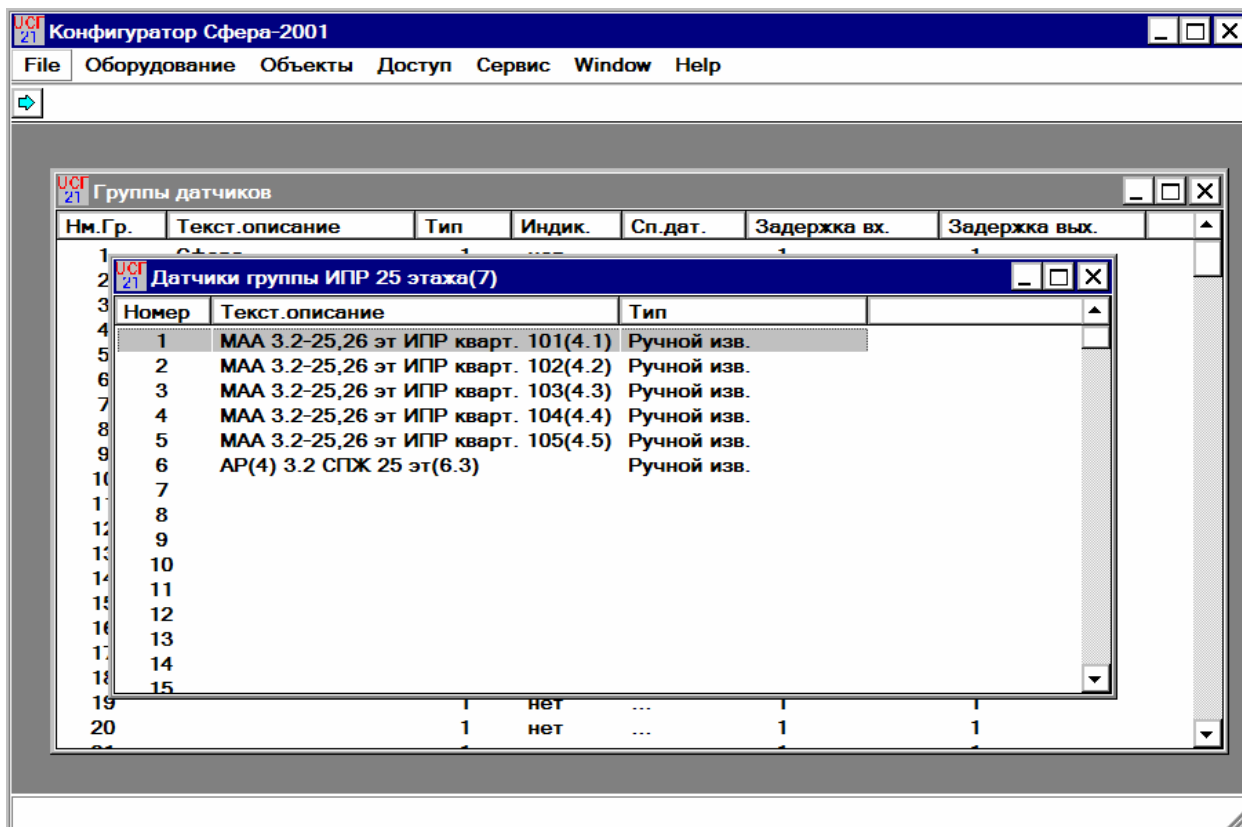 ЦСП 21 Конфигуратор Сфера-2001
File Оборудование Объекты Доступ Сервис Window Help
Группы датчиков
Нм.Гр. Текст.описание Тип Индик. Сп.дат. Задержка вх. Задержка вых.
Датчики группы ИПР 25 этажа(7)
Номер Текст.описание Тип
1 МАА 3.2-25,26 эт ИПР кварт. 101(4.1) Ручной изв.
2 МАА 3.2-25,26 эт ИПР кварт. 102(4.2) Ручной изв.
3 МАА 3.2-25,26 эт ИПР кварт. 103(4.3) Ручной изв.
4 МАА 3.2-25,26 эт ИПР кварт. 104(4.4) Ручной изв.
5 МАА 3.2-25,26 эт ИПР кварт. 105(4.5) Ручной изв.
6 АР(4) 3.2 СПЖ 25 эт(6.3) Ручной изв.
7
8
9
10
11
12
13
14
15
19 1 нет ... 1 1
20 1 нет ... 1 1